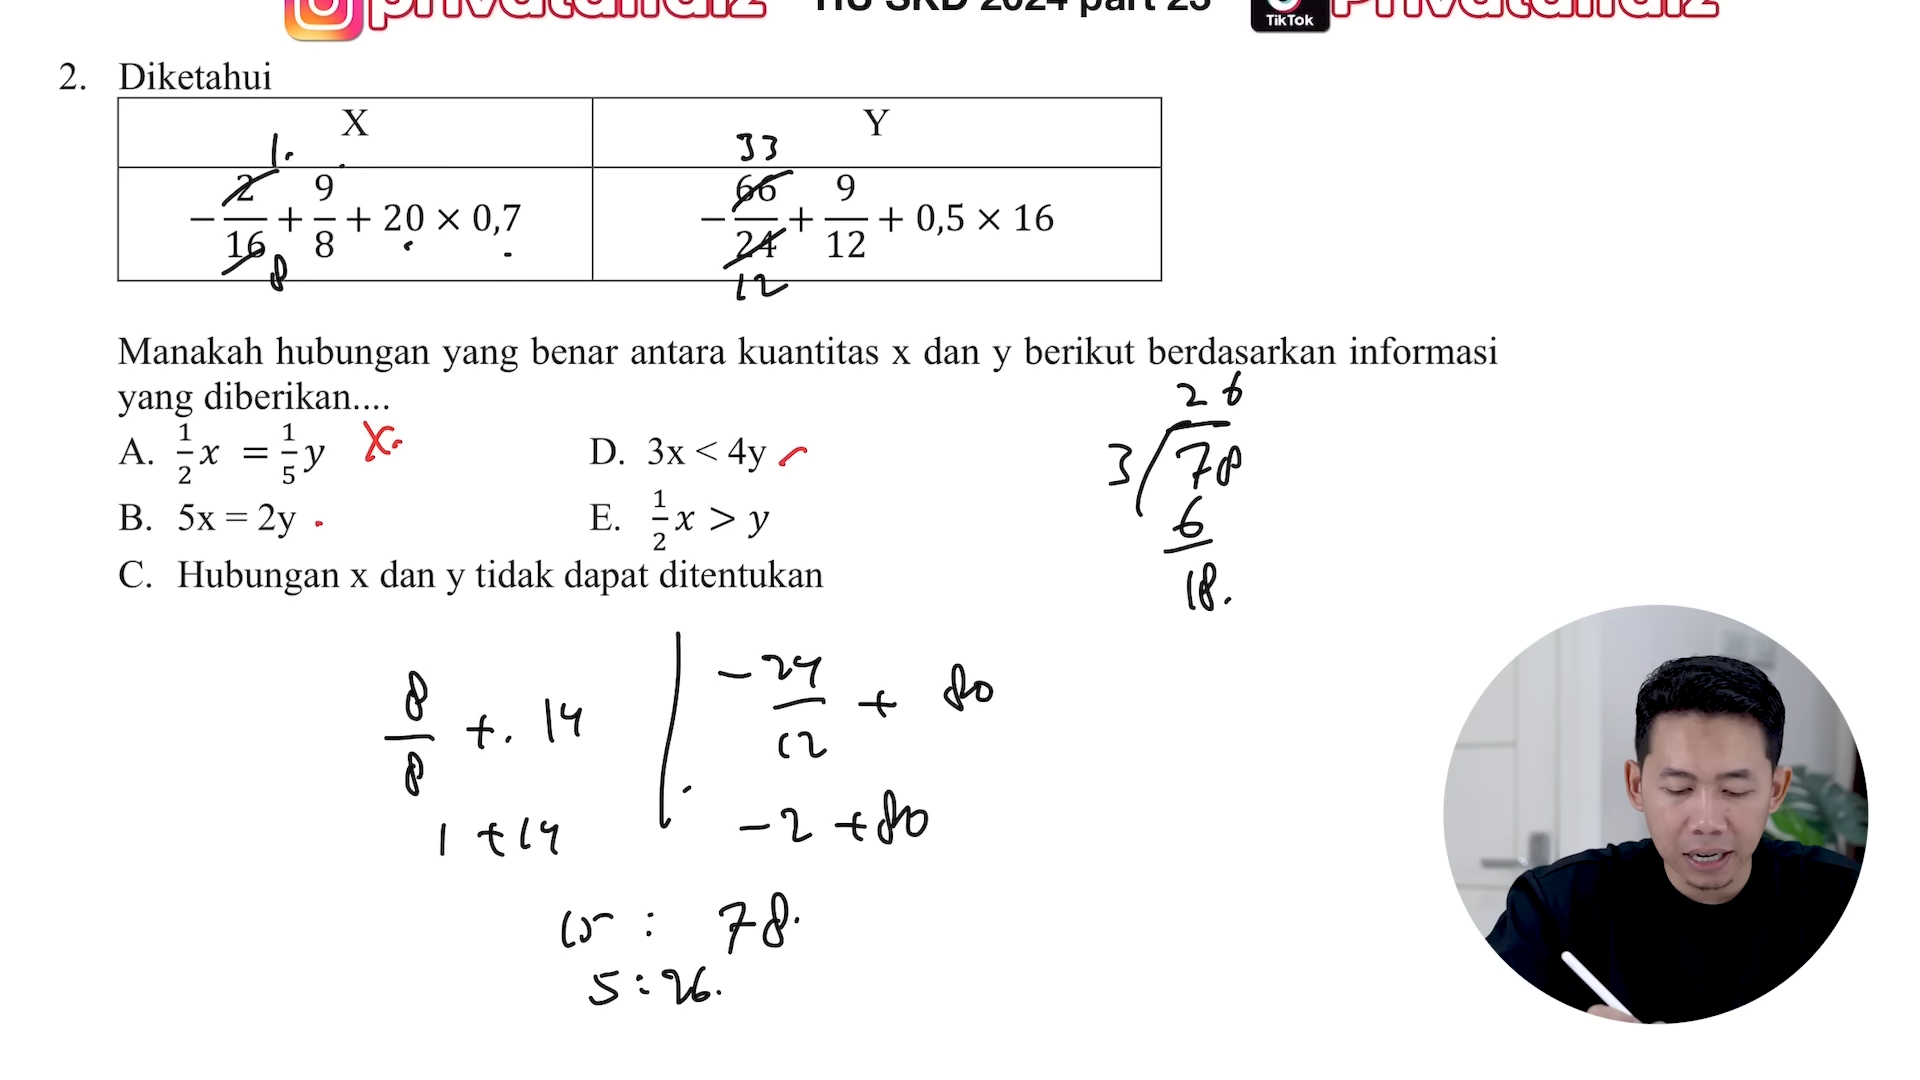 privatalfaiz TIU SKD 2024 part 23 TikTok Privatalfaiz
2. Diketahui
X Y
1. 33
-2/16 + 9/8 + 20 × 0,7 -66/24 + 9/12 + 0,5 × 16
8 12
Manakah hubungan yang benar antara kuantitas x dan y berikut berdasarkan informasi
yang diberikan....
A. 1/2 x = 1/5 y X D. 3x < 4y
B. 5x = 2y E. 1/2 x > y
C. Hubungan x dan y tidak dapat ditentukan
26
3 78
6
18.
8/8 + 14 -24/12 + 80
1 + 14 -2 + 80
15 : 78.
5 : 26.